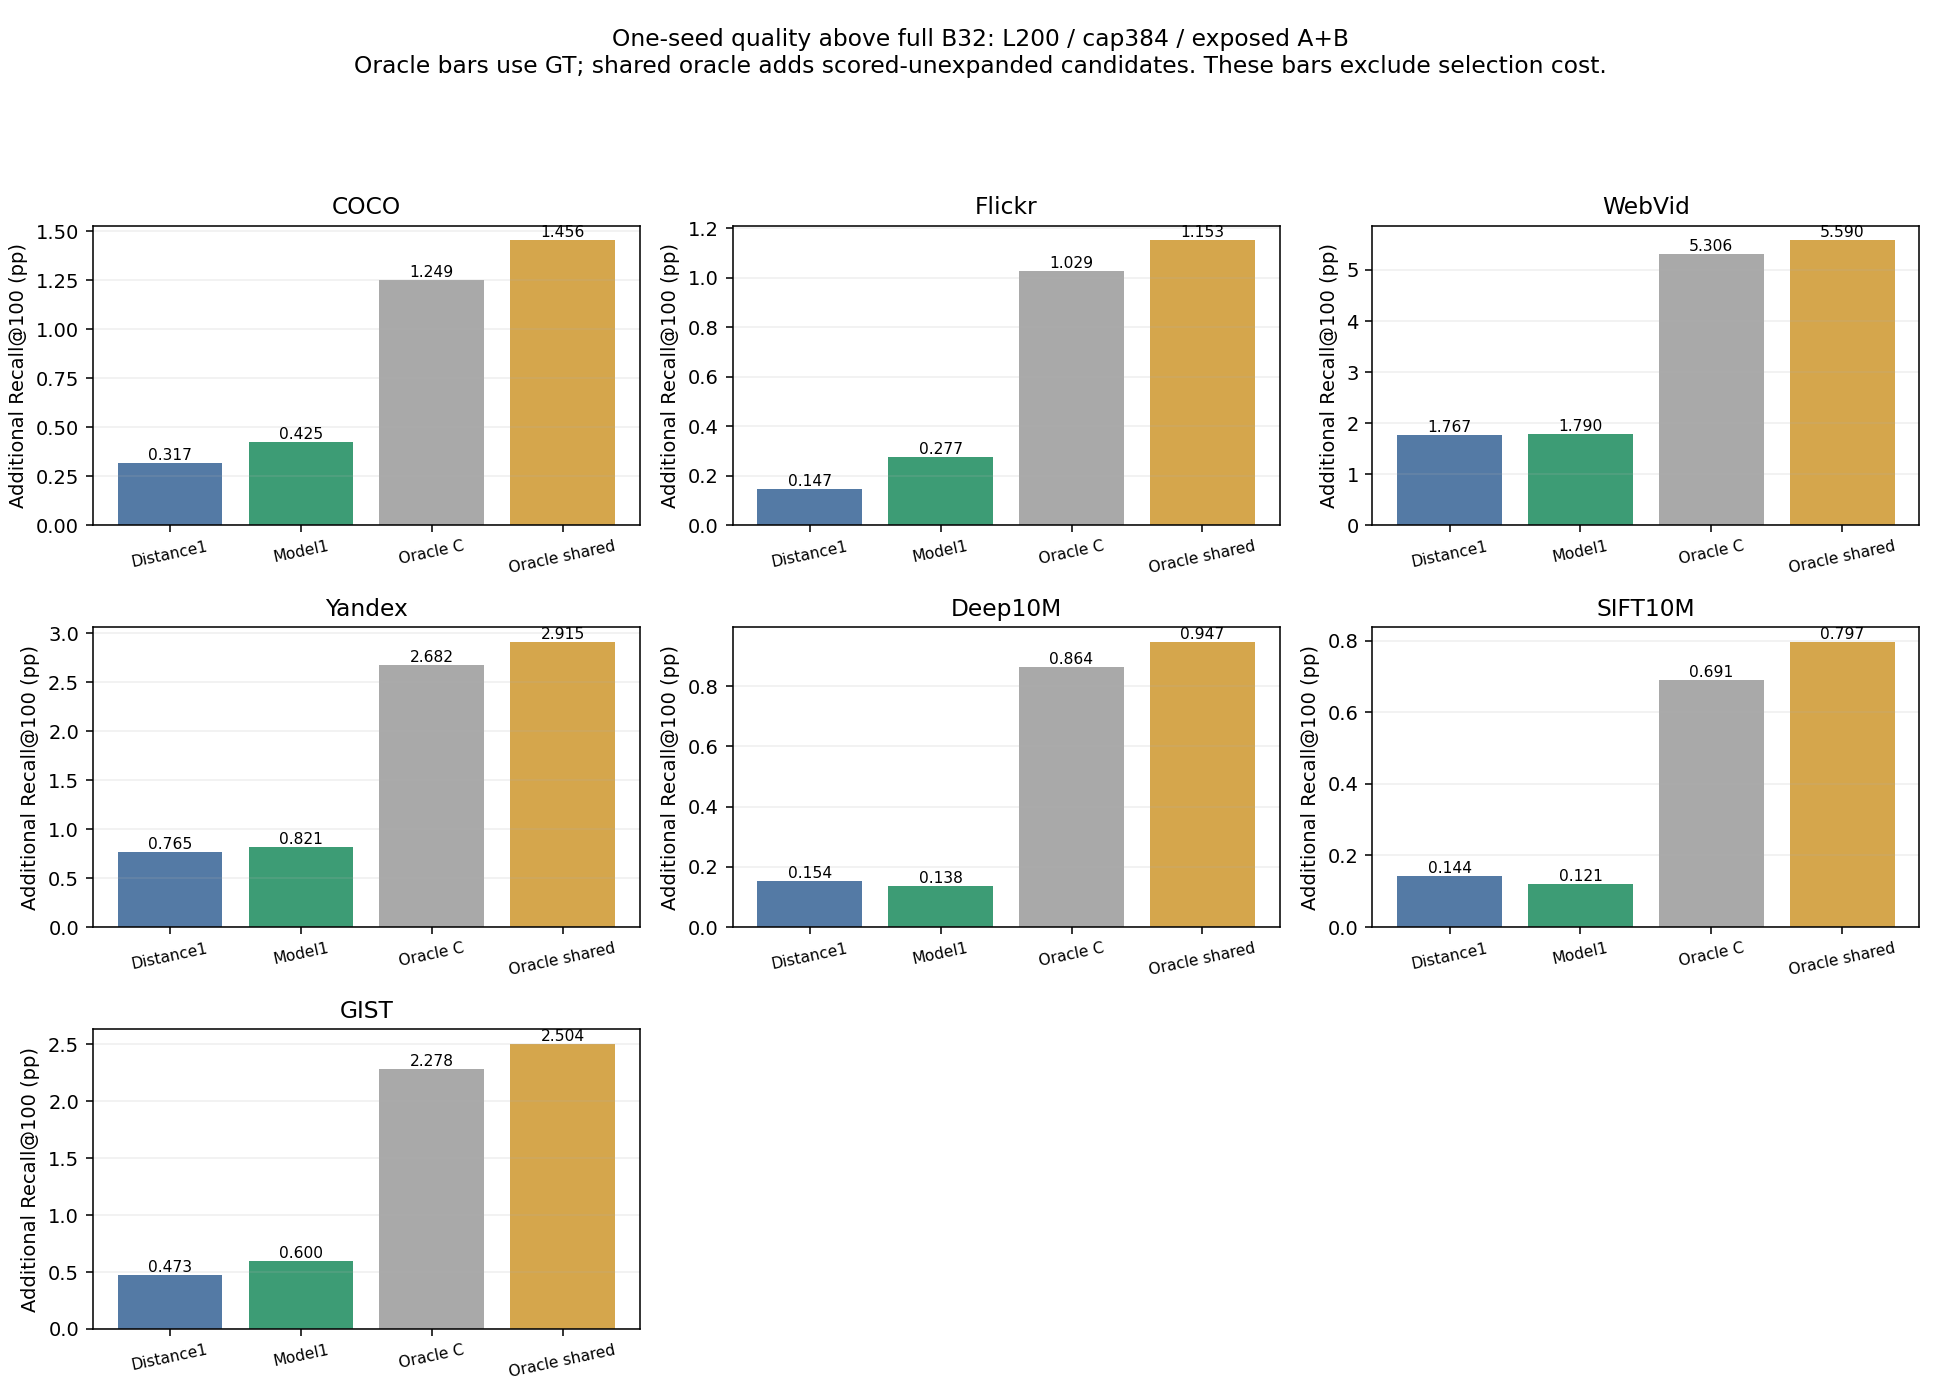 One-seed quality above full B32: L200 / cap384 / exposed A+B
Oracle bars use GT; shared oracle adds scored-unexpanded candidates. These bars exclude selection cost.
COCO
Additional Recall@100 (pp)
1.50
1.25
1.00
0.75
0.50
0.25
0.00
0.317
0.425
1.249
1.456
Distance1
Model1
Oracle C
Oracle shared
Flickr
Additional Recall@100 (pp)
1.2
1.0
0.8
0.6
0.4
0.2
0.0
0.147
0.277
1.029
1.153
Distance1
Model1
Oracle C
Oracle shared
WebVid
Additional Recall@100 (pp)
5
4
3
2
1
0
1.767
1.790
5.306
5.590
Distance1
Model1
Oracle C
Oracle shared
Yandex
Additional Recall@100 (pp)
3.0
2.5
2.0
1.5
1.0
0.5
0.0
0.765
0.821
2.682
2.915
Distance1
Model1
Oracle C
Oracle shared
Deep10M
Additional Recall@100 (pp)
0.8
0.6
0.4
0.2
0.0
0.154
0.138
0.864
0.947
Distance1
Model1
Oracle C
Oracle shared
SIFT10M
Additional Recall@100 (pp)
0.8
0.6
0.4
0.2
0.0
0.144
0.121
0.691
0.797
Distance1
Model1
Oracle C
Oracle shared
GIST
Additional Recall@100 (pp)
2.5
2.0
1.5
1.0
0.5
0.0
0.473
0.600
2.278
2.504
Distance1
Model1
Oracle C
Oracle shared